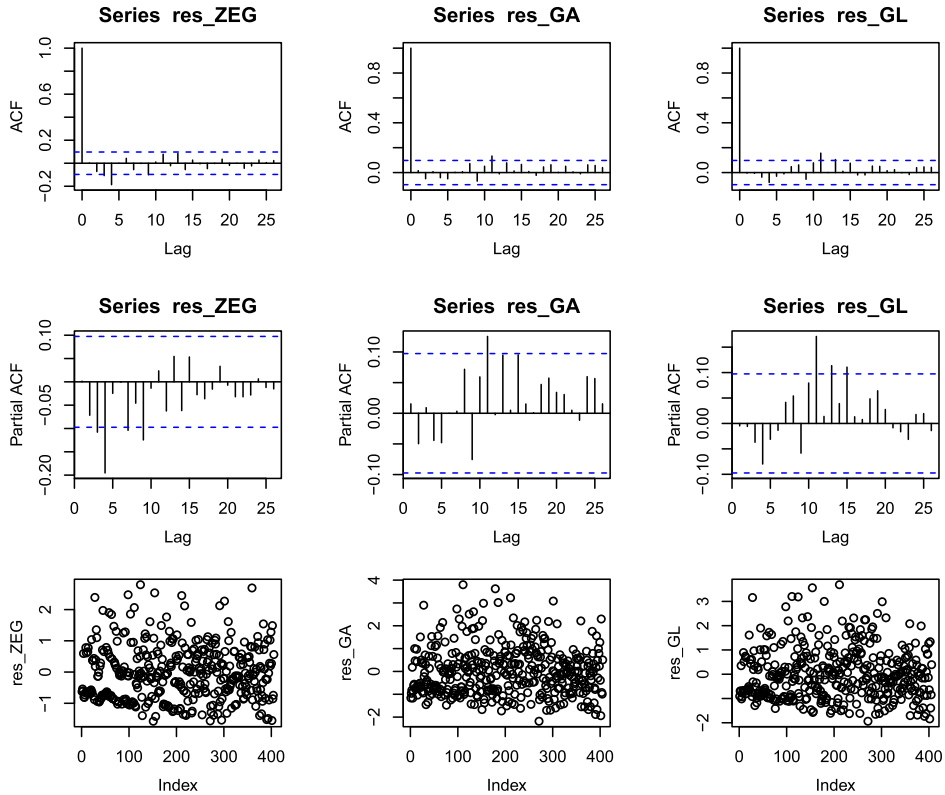 Series res_ZEG
ACF
1.0
0.6
0.2
−0.2
0 5 10 15 20 25
Lag
Series res_GA
ACF
0.8
0.4
0.0
0 5 10 15 20 25
Lag
Series res_GL
ACF
0.8
0.4
0.0
0 5 10 15 20 25
Lag
Series res_ZEG
Partial ACF
0.10
−0.05
−0.20
0 5 10 15 20 25
Lag
Series res_GA
Partial ACF
0.10
0.00
−0.10
0 5 10 15 20 25
Lag
Series res_GL
Partial ACF
0.10
0.00
−0.10
0 5 10 15 20 25
Lag
res_ZEG
2
1
0
−1
0 100 200 300 400
Index
res_GA
4
2
0
−2
0 100 200 300 400
Index
res_GL
3
2
1
0
−2
0 100 200 300 400
Index